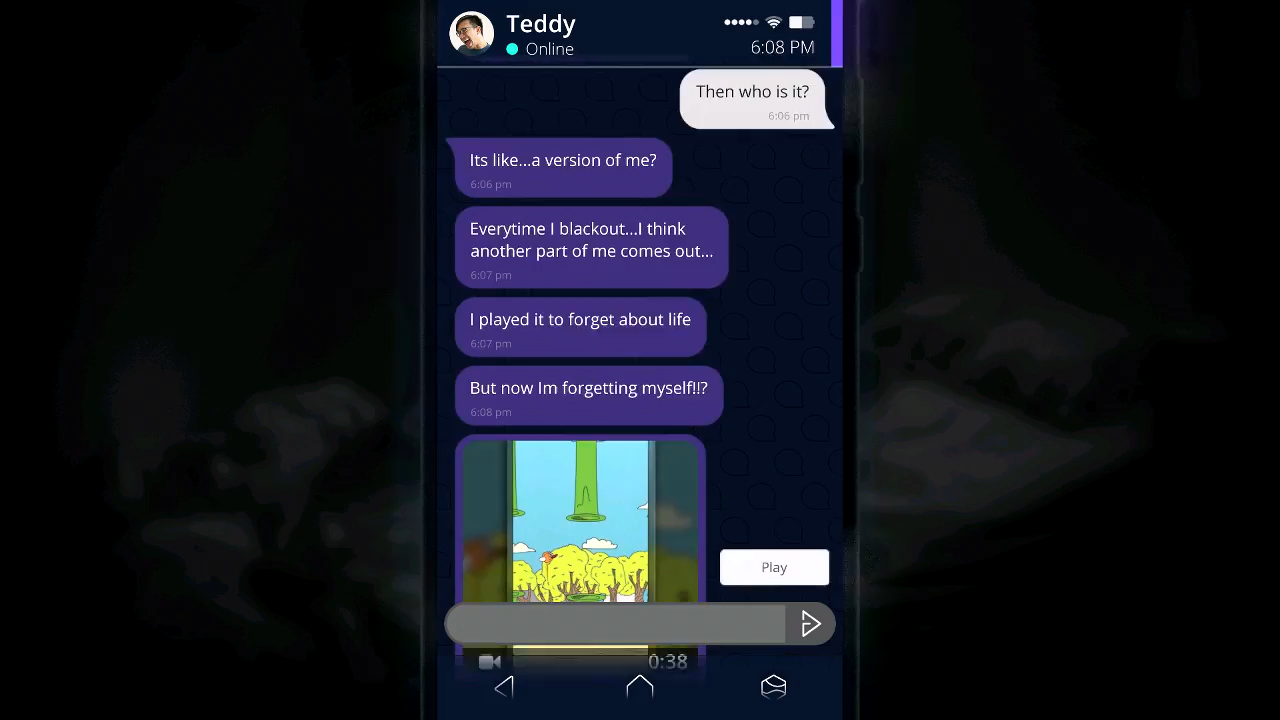 Teddy
Online
6:08 PM
Then who is it?
6:06 pm
Its like...a version of me?
6:06 pm
Everytime I blackout...I think
another part of me comes out...
6:07 pm
I played it to forget about life
6:07 pm
But now Im forgetting myself!!?
6:08 pm
Play
0:38